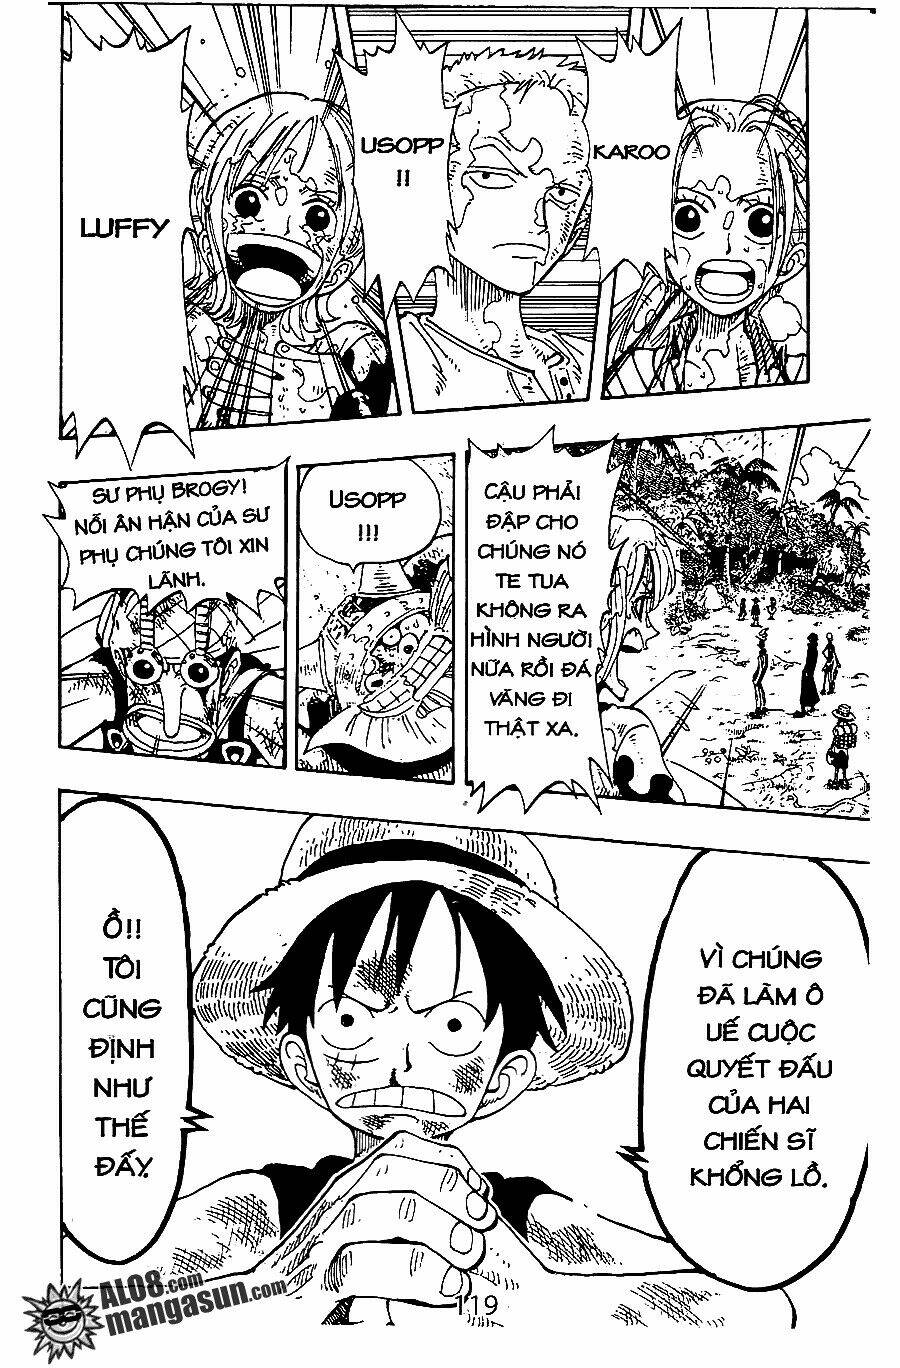 LUFFY
USOPP
!!
KAROO
SƯ PHỤ BROGY!
NỖI ÂN HẬN CỦA SƯ
PHỤ CHÚNG TÔI XIN
LÃNH.
USOPP
!!!
CẬU PHẢI
ĐẬP CHO
CHÚNG NÓ
TE TUA
KHÔNG RA
HÌNH NGƯỜI
NỮA RỒI ĐÁ
VĂNG ĐI
THẬT XA.
Ồ!!
TÔI
CŨNG
ĐỊNH
NHƯ
THẾ
ĐẤY.
VÌ CHÚNG
ĐÃ LÀM Ô
UẾ CUỘC
QUYẾT ĐẤU
CỦA HAI
CHIẾN SĨ
KHỔNG LỒ.
ALO8.com
mangasun.com
119